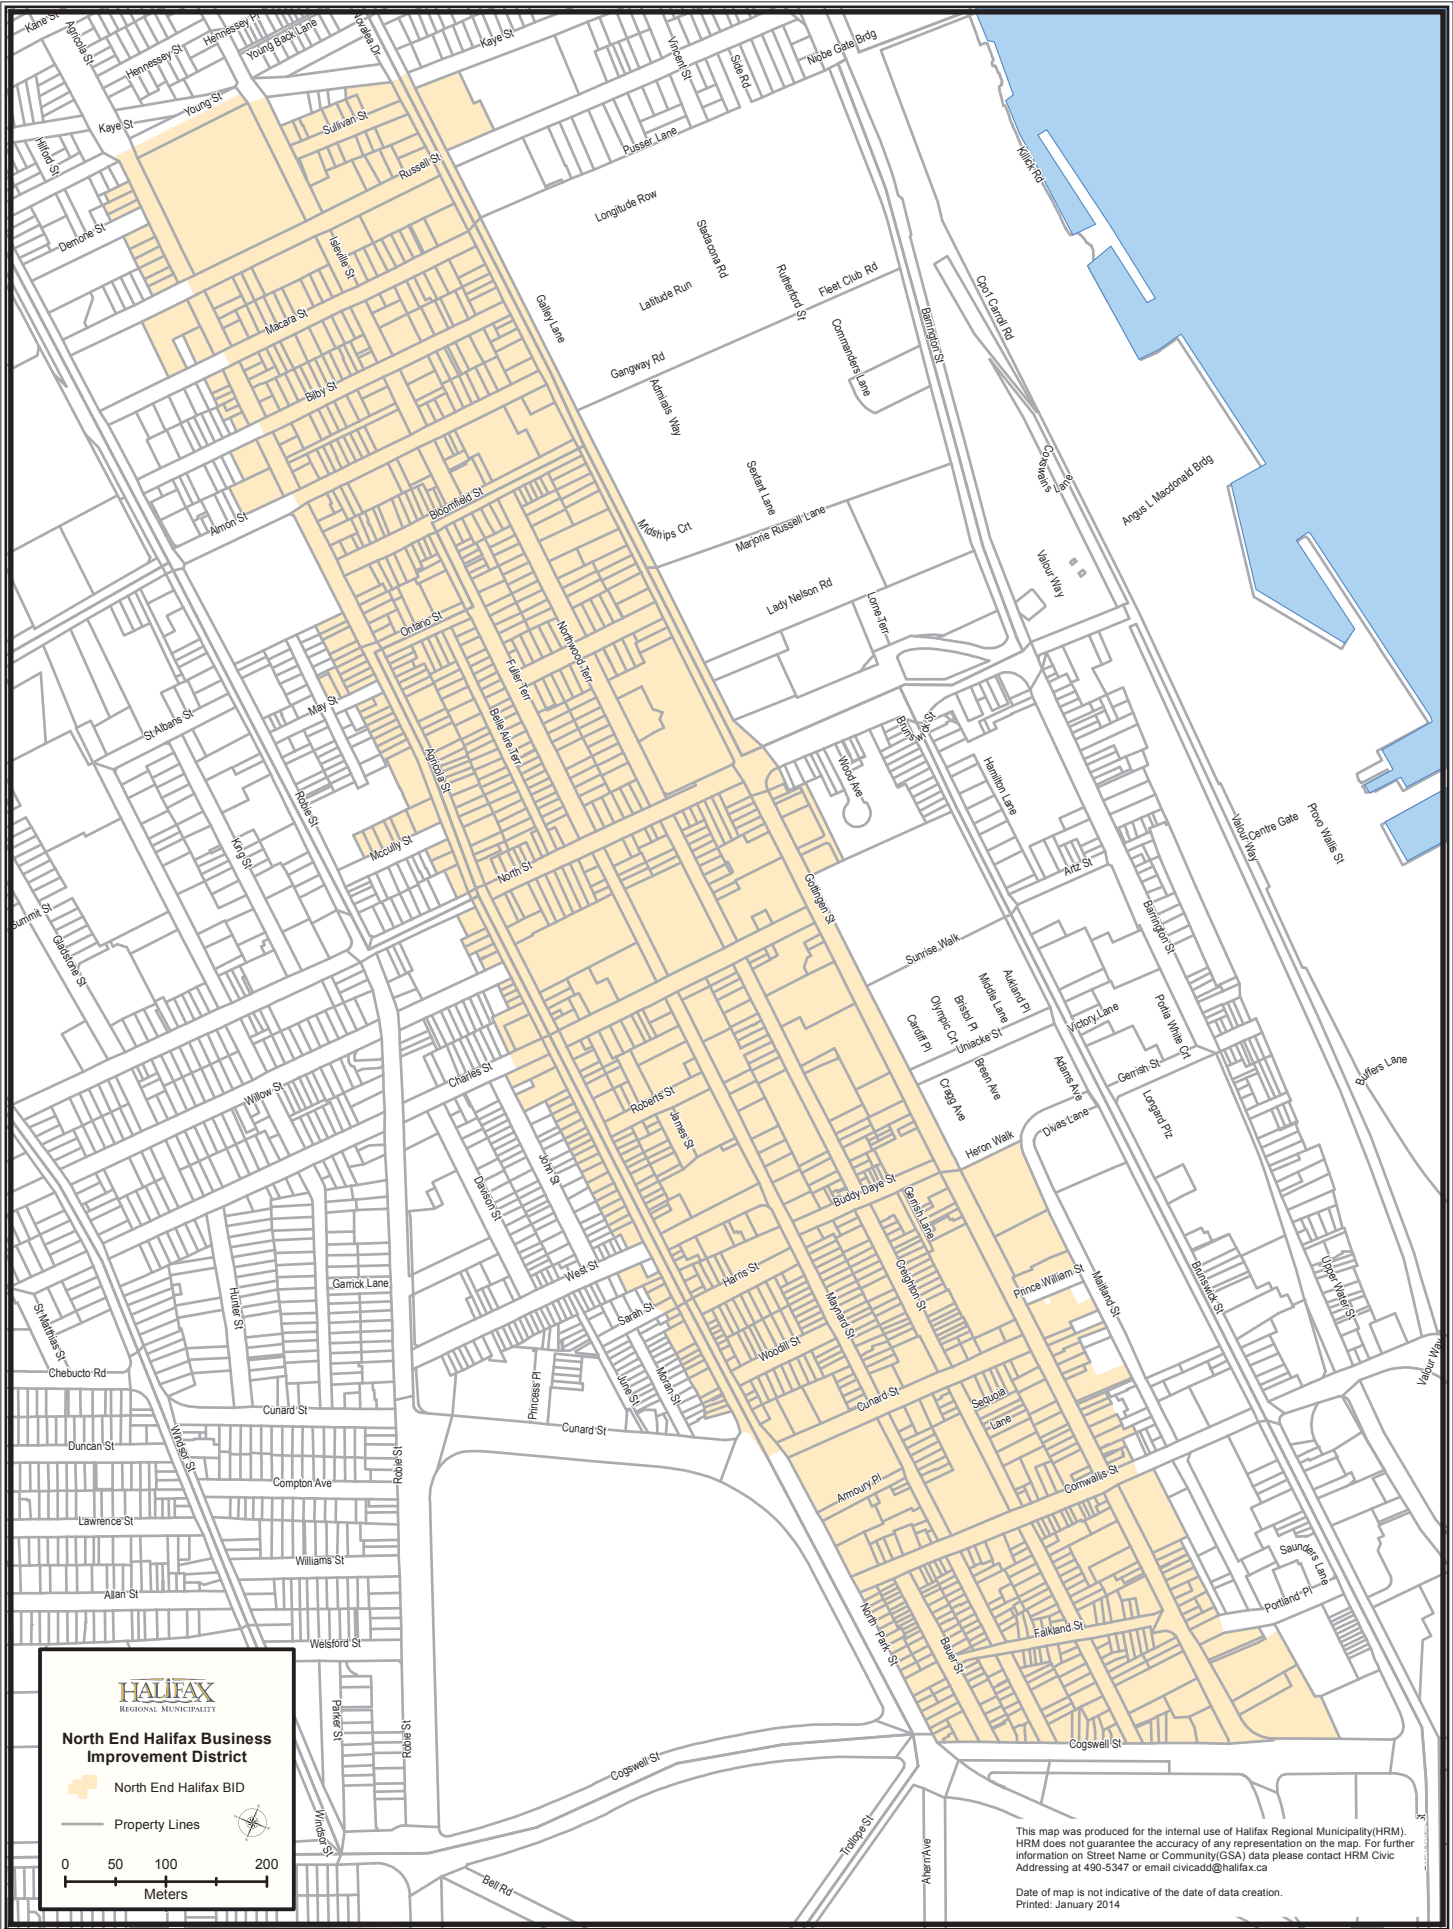 Kane St
Agricola St
Hennessey St
Young Back Lane
Novalea Dr
Kaye St
Vincent St
Side Rd
Niobe Gate Brdg
Kaye St
Young St
Sullivan St
Hilford St
Russell St
Pusser Lane
Killick Rd
Longitude Row
Demone St
Isleville St
Stadacona Rd
Latitude Run
Rutherford St
Fleet Club Rd
Galley Lane
Macara St
Cpo1 Carroll Rd
Barrington St
Commanders Lane
Gangway Rd
Admirals Way
Bilby St
Coxswains Lane
Angus L Macdonald Brdg
Sextant Lane
Bloomfield St
Almon St
Midships Crt
Marjorie Russell Lane
Valour Way
Lady Nelson Rd
Lorne Terr
Ontario St
Northwood Terr
Fuller Terr
May St
St Albans St
Belle Aire Terr
Brunswick St
Agricola St
Wood Ave
Hamilton Lane
Robie St
King St
Mccully St
North St
Valour Way
Centre Gate
Provo Wallis St
Artz St
Gottingen St
Summit St
Gladstone St
Barrington St
Sunrise Walk
Aukland Pl
Middle Lane
Bristol Pl
Olympic Crt
Cardiff Pl
Uniacke St
Victory Lane
Portia White Crt
Charles St
Willow St
Roberts St
James St
Breen Ave
Cragg Ave
Adams Ave
Gerrish St
Longard Plz
Buffers Lane
Divas Lane
Heron Walk
John St
Davison St
Buddy Daye St
Gerrish Lane
West St
Harris St
Creighton St
Maynard St
Prince William St
Maitland St
Brunswick St
Upper Water St
Garrick Lane
Hunter St
St Matthias St
Sarah St
Woodill St
Valour Way
Chebucto Rd
Princess Pl
June St
Moran St
Cunard St
Sequoia Lane
Cunard St
Cunard St
Duncan St
Windsor St
Robie St
Compton Ave
Armoury Pl
Cornwallis St
Lawrence St
Williams St
Saunders Lane
Allan St
Portland Pl
North Park St
Bauer St
Falkland St
Welsford St
Parker St
Robie St
Cogswell St
Cogswell St
Windsor St
Trollope St
Ahern Ave
Bell Rd
HALIFAX
REGIONAL MUNICIPALITY
North End Halifax Business
Improvement District
North End Halifax BID
Property Lines
0 50 100 200
Meters
This map was produced for the internal use of Halifax Regional Municipality(HRM).
HRM does not guarantee the accuracy of any representation on the map. For further
information on Street Name or Community(GSA) data please contact HRM Civic
Addressing at 490-5347 or email civicadd@halifax.ca
Date of map is not indicative of the date of data creation.
Printed: January 2014